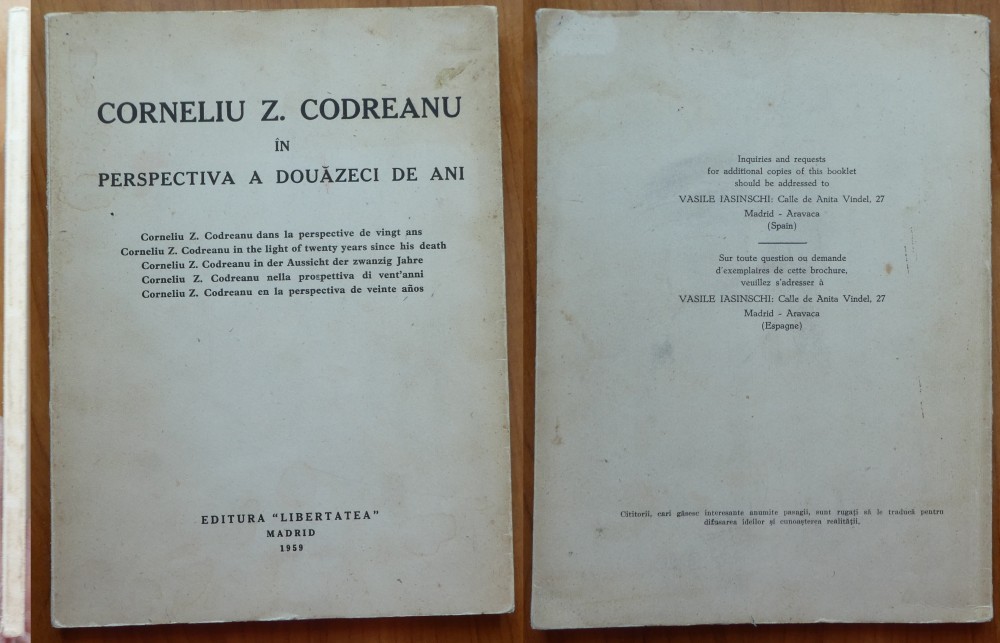 CORNELIU Z. CODREANU
ÎN
PERSPECTIVA A DOUĂZECI DE ANI
Corneliu Z. Codreanu dans la perspective de vingt ans
Corneliu Z. Codreanu in the light of twenty years since his death
Corneliu Z. Codreanu in der Aussicht der zwanzig Jahre
Corneliu Z. Codreanu nella prospettiva di vent'anni
Corneliu Z. Codreanu en la perspectiva de veinte años
EDITURA "LIBERTATEA"
MADRID
1959
Inquiries and requests
for additional copies of this booklet
should be addressed to
VASILE IASINSCHI: Calle de Anita Vindel, 27
Madrid - Aravaca
(Spain)
Sur toute question ou demande
d'exemplaires de cette brochure,
veuillez s'adresser à
VASILE IASINSCHI: Calle de Anita Vindel, 27
Madrid - Aravaca
(Espagne)
Cititorii, cari găsesc interesante anumite pasagii, sunt rugați să le traducă pentru
difuzarea ideilor și cunoașterea realității.